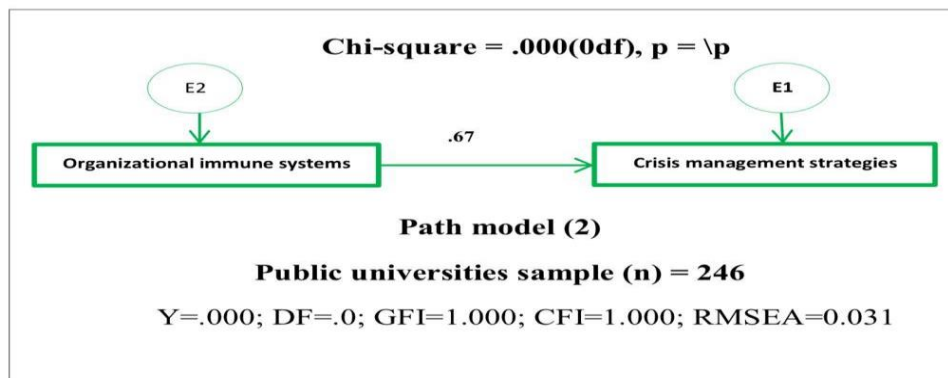 Chi-square = .000(0df), p = \p
E2
E1
.67
Organizational immune systems
Crisis management strategies
Path model (2)
Public universities sample (n) = 246
Y=.000; DF=.0; GFI=1.000; CFI=1.000; RMSEA=0.031